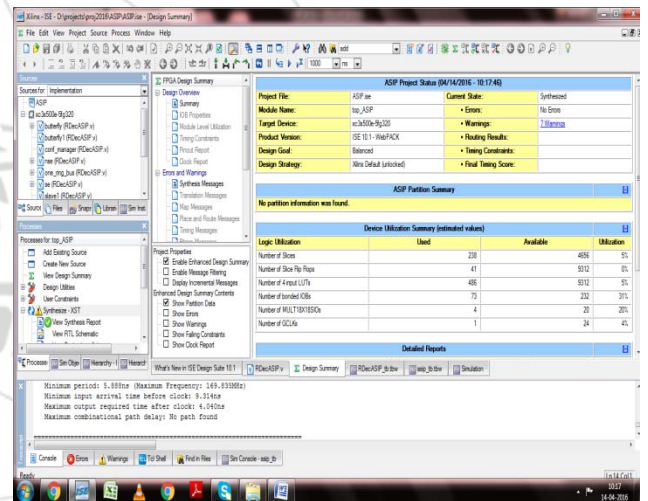 Xilinx - ISE - D:\projects\proj2016\ASIP\ASIP.ise - [Design Summary]
File Edit View Project Source Process Window Help
add
1000 ns
Sources
Sources for: Implementation
ASIP
xc3s500e-5fg320
butterfly (RDecASIP.v)
butterfly1 (RDecASIP.v)
conf_manager (RDecASIP.v)
nse (RDecASIP.v)
one_ring_bus (RDecASIP.v)
se (RDecASIP.v)
slave1 (RDecASIP.v)
Files
Sim Inst
Processes
Processes for: top_ASIP
Add Existing Source
Create New Source
View Design Summary
Design Utilities
User Constraints
Synthesize - XST
View Synthesis Report
View RTL Schematic
FPGA Design Summary
Design Overview
Summary
IOB Properties
Module Level Utilization
Timing Constraints
Pinout Report
Clock Report
Errors and Warnings
Synthesis Messages
Translation Messages
Map Messages
Place and Route Messages
Timing Messages
Project Properties
Enable Enhanced Design Summary
Enable Message Filtering
Display Incremental Messages
Enhanced Design Summary Contents
Show Partition Data
Show Errors
Show Warnings
Show Failing Constraints
Show Clock Report
ASIP Project Status (04/14/2016 - 10:17:46)
Project File: ASIP.ise Current State: Synthesized
Module Name: top_ASIP • Errors: No Errors
Target Device: xc3s500e-5fg320 • Warnings: 7 Warnings
Product Version: ISE 10.1 - WebPACK • Routing Results:
Design Goal: Balanced • Timing Constraints:
Design Strategy: Xilinx Default (unlocked) • Final Timing Score:
ASIP Partition Summary
No partition information was found.
Device Utilization Summary (estimated values)
Logic Utilization Used Available Utilization
Number of Slices 238 4656 5%
Number of Slice Flip Flops 41 9312 0%
Number of 4 input LUTs 486 9312 5%
Number of bonded IOBs 73 232 31%
Number of MULT18X18SIOs 4 20 20%
Number of GCLKs 1 24 4%
Detailed Reports
What's New in ISE Design Suite 10.1 RDecASIP.v Design Summary RDecASIP_tb.tbw asip_tb.tbw Simulation
Minimum period: 5.888ns (Maximum Frequency: 169.835MHz)
Minimum input arrival time before clock: 9.314ns
Maximum output required time after clock: 4.040ns
Maximum combinational path delay: No path found
Console Errors Warnings Tcl Shell Find in Files Sim Console - asip_tb
Ready
Ln 14 Col 1
10:17
14-04-2016